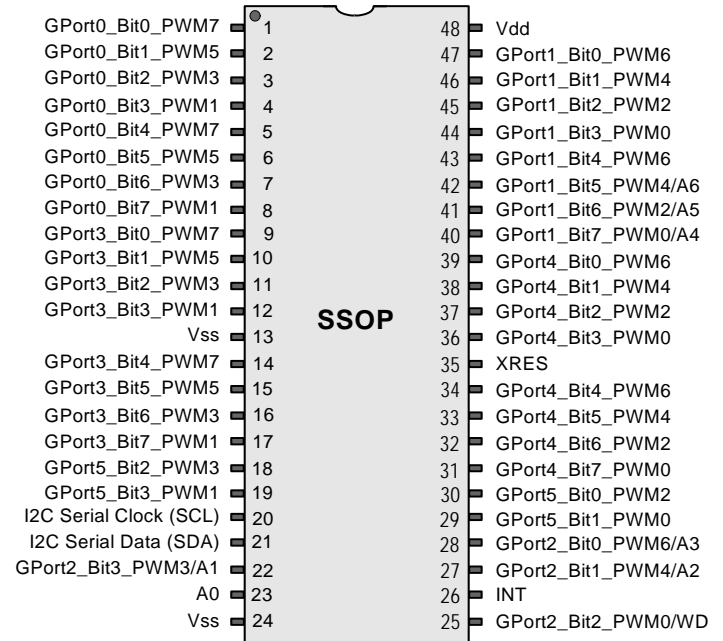 GPort0_Bit0_PWM7 1 48 Vdd
GPort0_Bit1_PWM5 2 47 GPort1_Bit0_PWM6
GPort0_Bit2_PWM3 3 46 GPort1_Bit1_PWM4
GPort0_Bit3_PWM1 4 45 GPort1_Bit2_PWM2
GPort0_Bit4_PWM7 5 44 GPort1_Bit3_PWM0
GPort0_Bit5_PWM5 6 43 GPort1_Bit4_PWM6
GPort0_Bit6_PWM3 7 42 GPort1_Bit5_PWM4/A6
GPort0_Bit7_PWM1 8 41 GPort1_Bit6_PWM2/A5
GPort3_Bit0_PWM7 9 40 GPort1_Bit7_PWM0/A4
GPort3_Bit1_PWM5 10 39 GPort4_Bit0_PWM6
GPort3_Bit2_PWM3 11 38 GPort4_Bit1_PWM4
GPort3_Bit3_PWM1 12 37 GPort4_Bit2_PWM2
SSOP
Vss 13 36 GPort4_Bit3_PWM0
GPort3_Bit4_PWM7 14 35 XRES
GPort3_Bit5_PWM5 15 34 GPort4_Bit4_PWM6
GPort3_Bit6_PWM3 16 33 GPort4_Bit5_PWM4
GPort3_Bit7_PWM1 17 32 GPort4_Bit6_PWM2
GPort5_Bit2_PWM3 18 31 GPort4_Bit7_PWM0
GPort5_Bit3_PWM1 19 30 GPort5_Bit0_PWM2
I2C Serial Clock (SCL) 20 29 GPort5_Bit1_PWM0
I2C Serial Data (SDA) 21 28 GPort2_Bit0_PWM6/A3
GPort2_Bit3_PWM3/A1 22 27 GPort2_Bit1_PWM4/A2
A0 23 26 INT
Vss 24 25 GPort2_Bit2_PWM0/WD